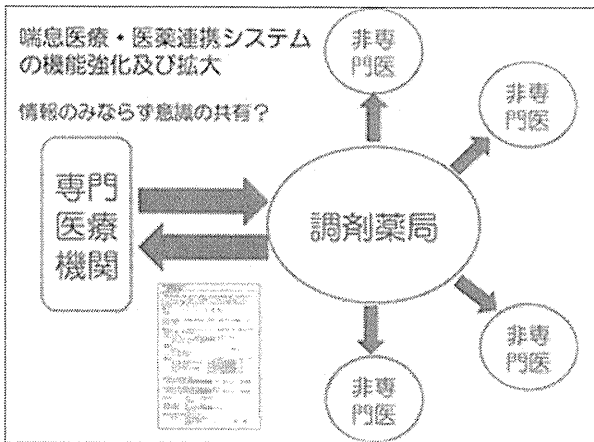 喘息医療・医薬連携システム
の機能強化及び拡大
情報のみならず意識の共有？
専門
医療
機関
調剤薬局
非専
門医
非専
門医
非専
門医
非専
門医